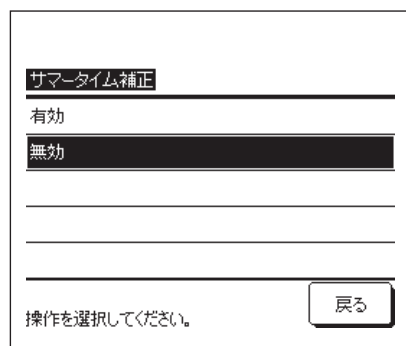 サマータイム補正
有効
無効
操作を選択してください。
戻る